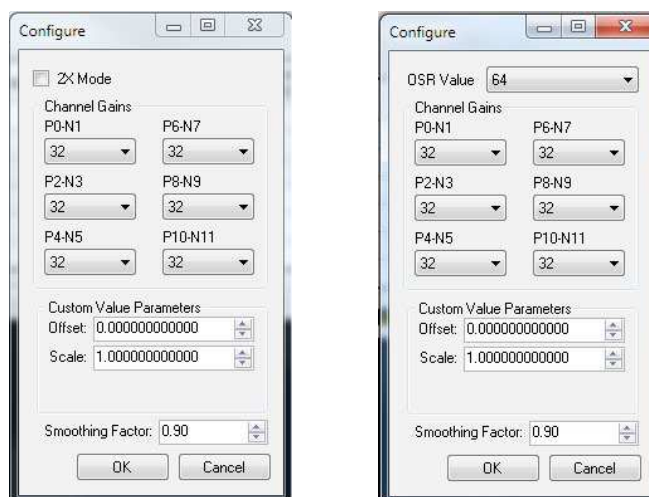 Configure
2X Mode
Channel Gains
P0-N1 P6-N7
32 32
P2-N3 P8-N9
32 32
P4-N5 P10-N11
32 32
Custom Value Parameters
Offset: 0.000000000000
Scale: 1.000000000000
Smoothing Factor: 0.90
OK Cancel
Configure
OSR Value 64
Channel Gains
P0-N1 P6-N7
32 32
P2-N3 P8-N9
32 32
P4-N5 P10-N11
32 32
Custom Value Parameters
Offset: 0.000000000000
Scale: 1.000000000000
Smoothing Factor: 0.90
OK Cancel